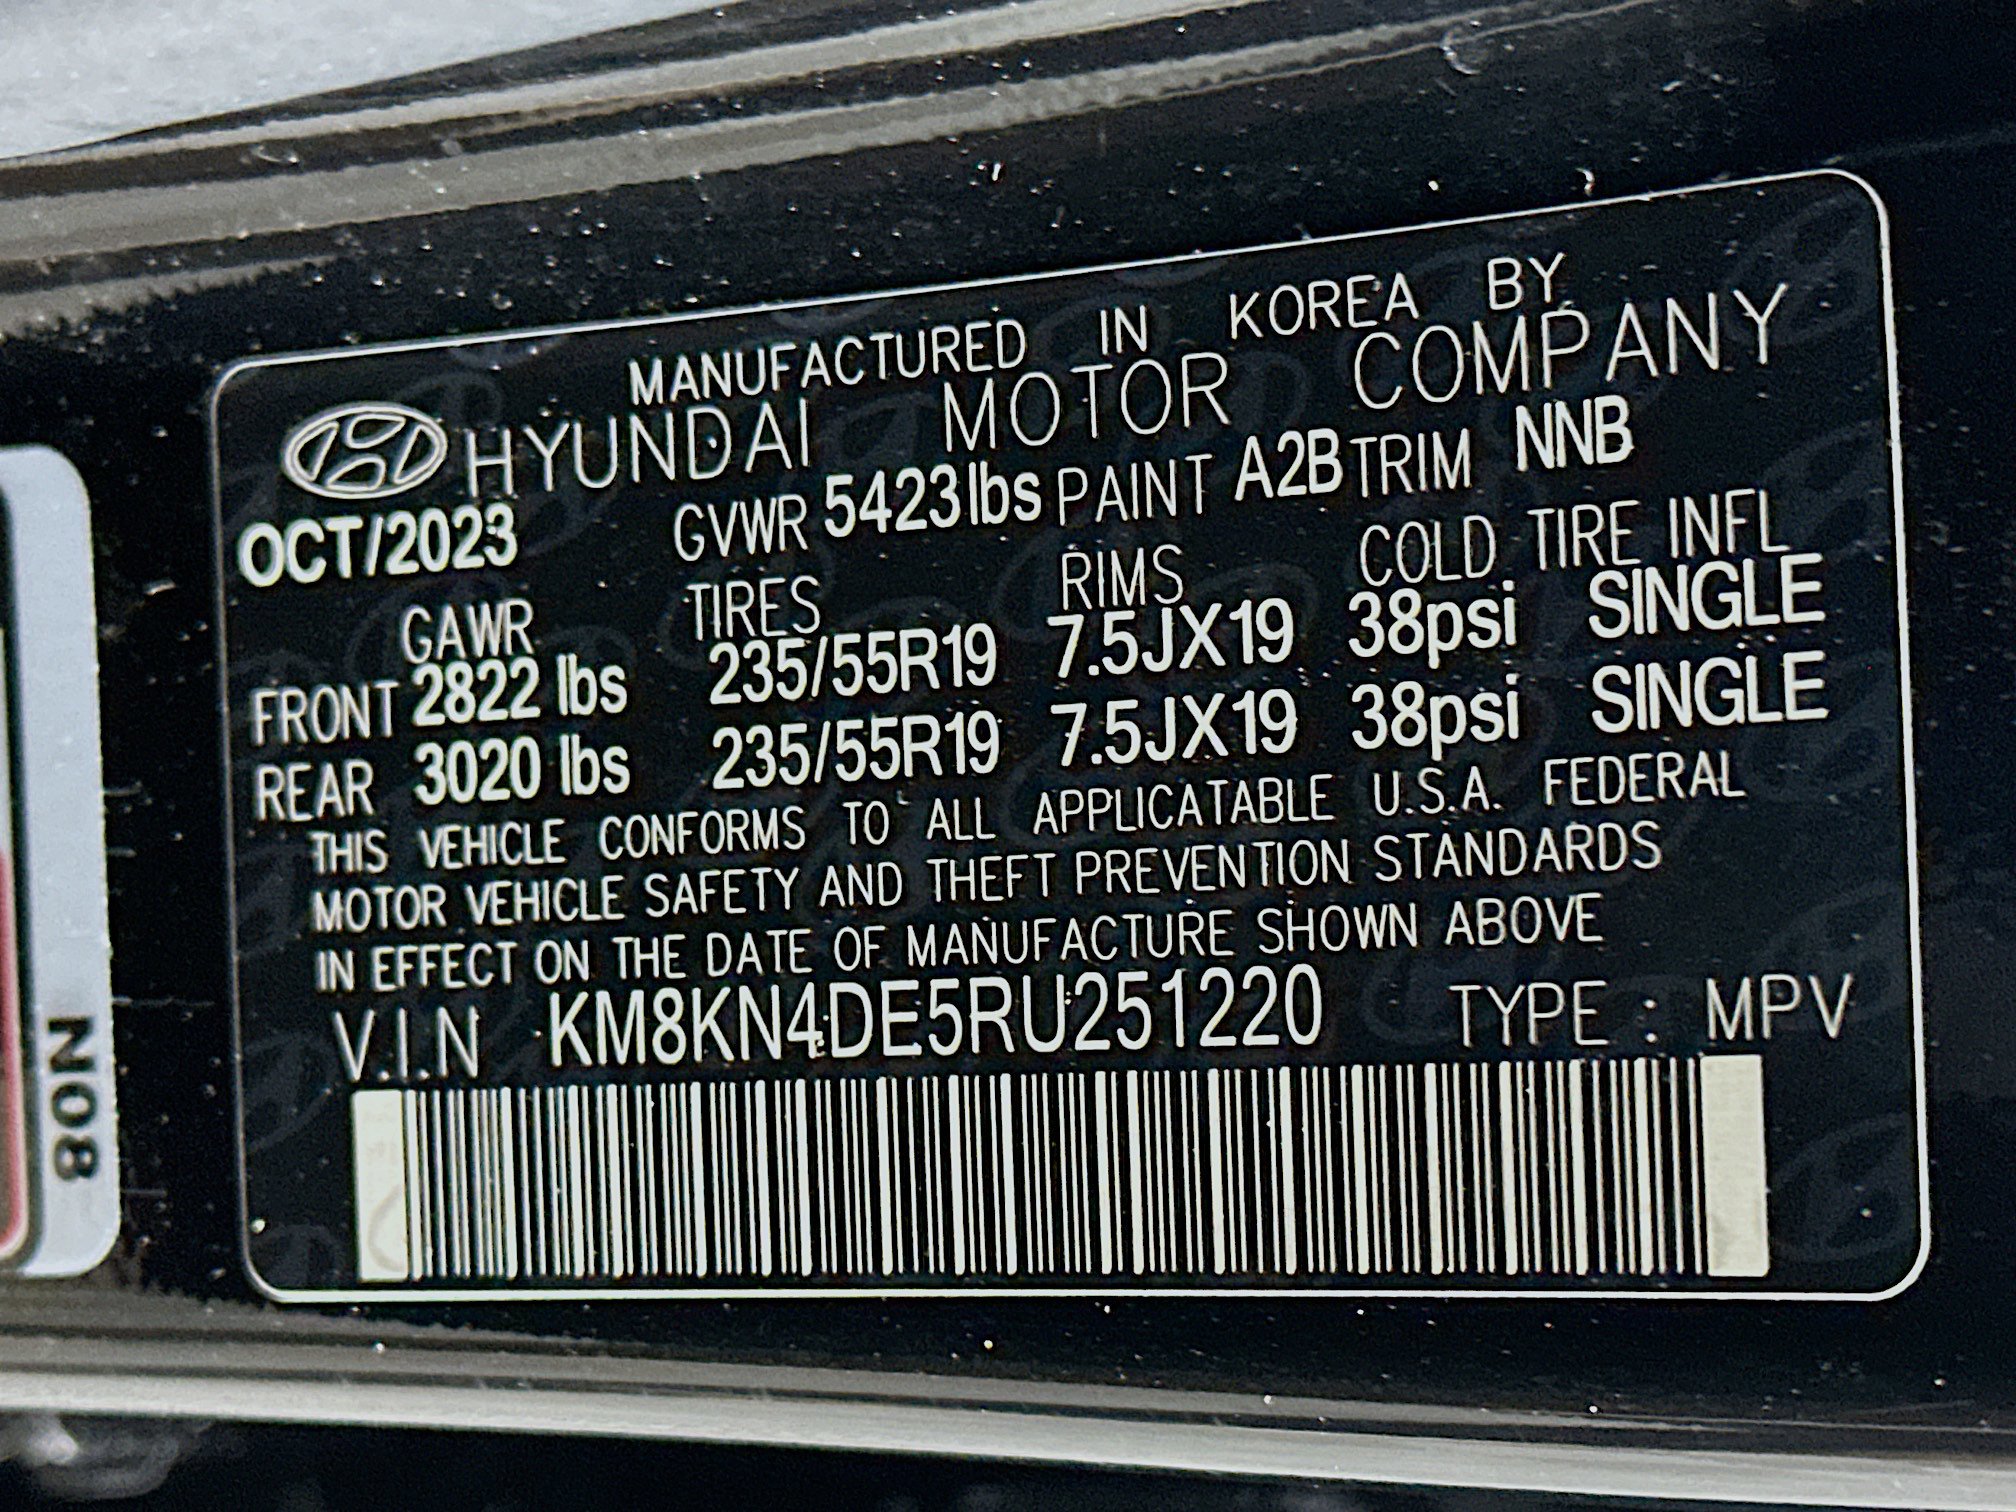 MANUFACTURED IN KOREA BY
HYUNDAI MOTOR COMPANY
OCT/2023 GVWR 5423lbs PAINT A2B TRIM NNB
GAWR TIRES RIMS COLD TIRE INFL
FRONT 2822 lbs 235/55R19 7.5JX19 38psi SINGLE
REAR 3020 lbs 235/55R19 7.5JX19 38psi SINGLE
THIS VEHICLE CONFORMS TO ALL APPLICATABLE U.S.A. FEDERAL
MOTOR VEHICLE SAFETY AND THEFT PREVENTION STANDARDS
IN EFFECT ON THE DATE OF MANUFACTURE SHOWN ABOVE
V.I.N KM8KN4DE5RU251220 TYPE : MPV
N08